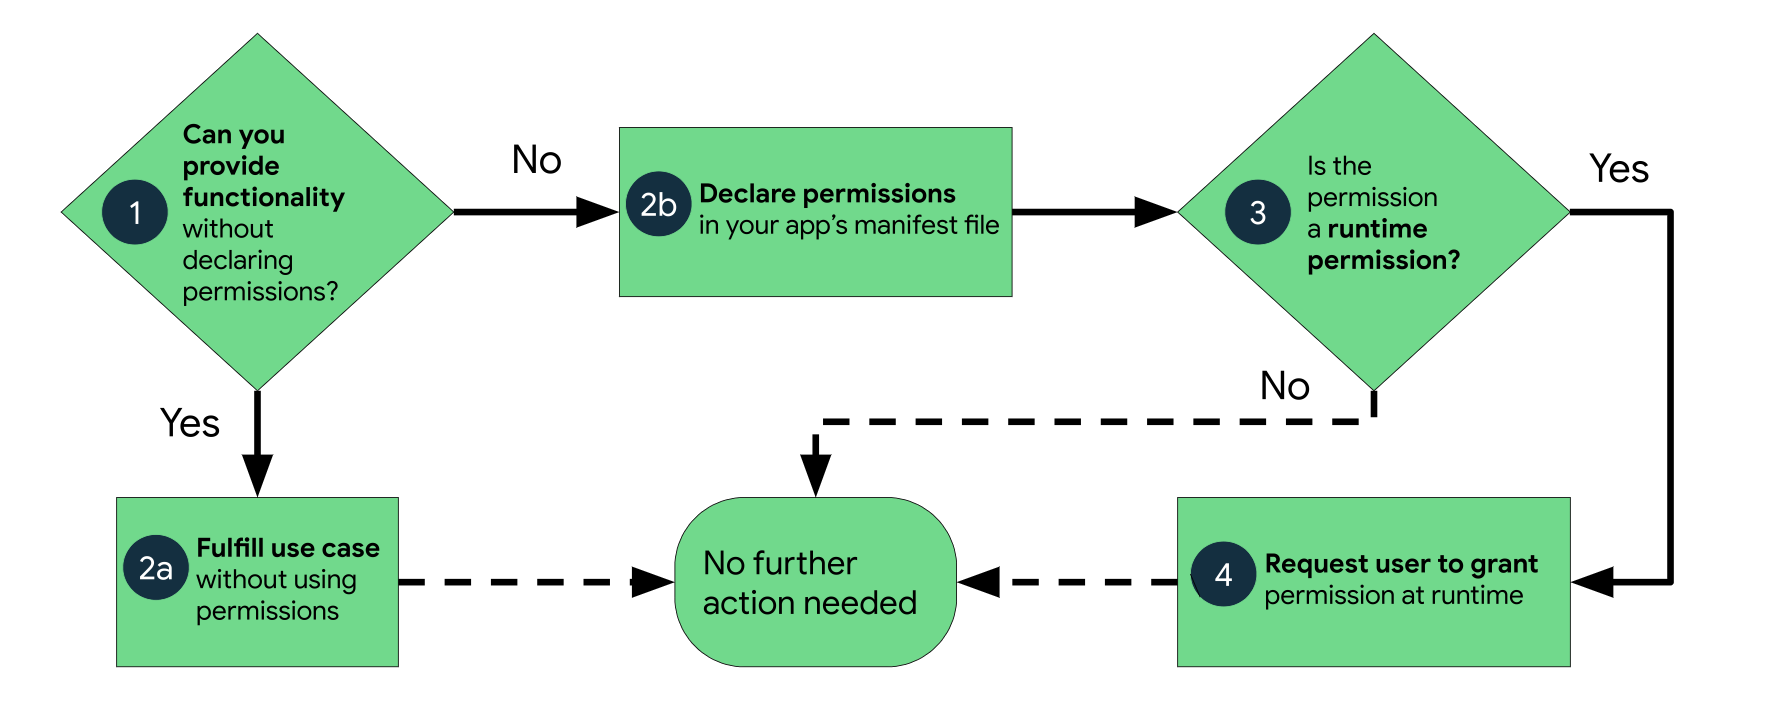 1
Can you
provide
functionality
without
declaring
permissions?
No
2b
Declare permissions
in your app's manifest file
3
Is the
permission
a runtime
permission?
Yes
No
Yes
2a
Fulfill use case
without using
permissions
No further
action needed
4
Request user to grant
permission at runtime